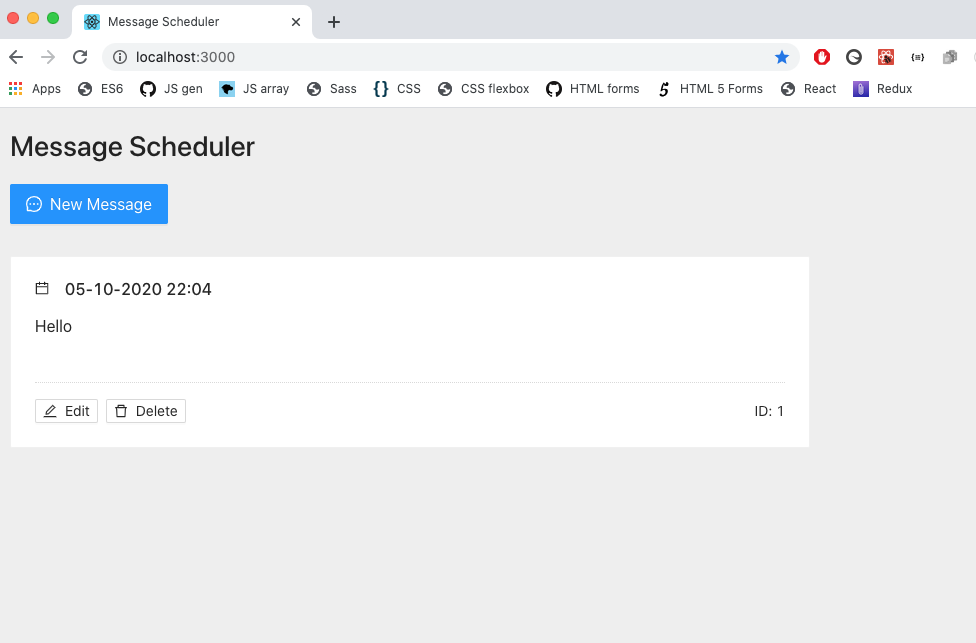 Message Scheduler
localhost:3000
Apps ES6 JS gen JS array Sass {} CSS CSS flexbox HTML forms 5 HTML 5 Forms React Redux
Message Scheduler
New Message
05-10-2020 22:04
Hello
Edit Delete ID: 1